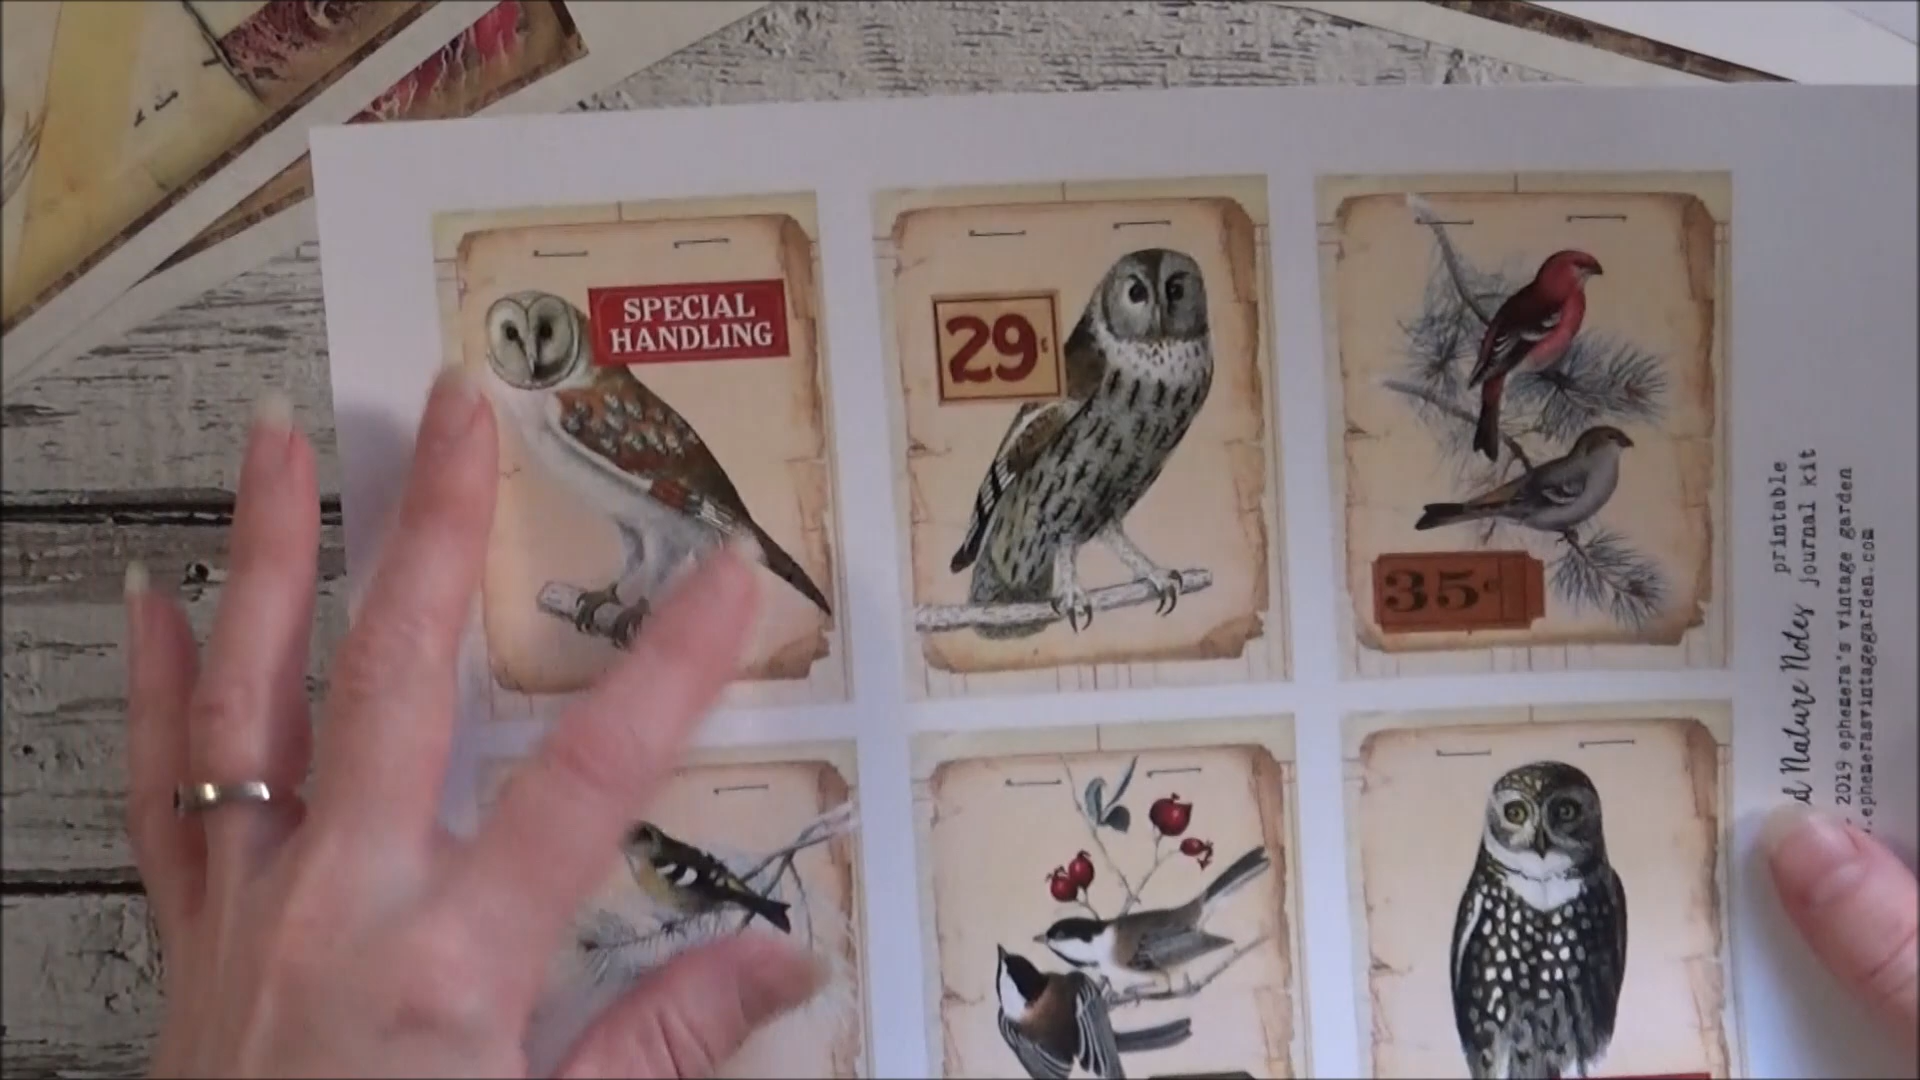 SPECIAL
HANDLING
29¢
35¢
printable
Nature Notes journal kit
2019 ephemera's vintage garden
.ephemerasvintagegarden.com